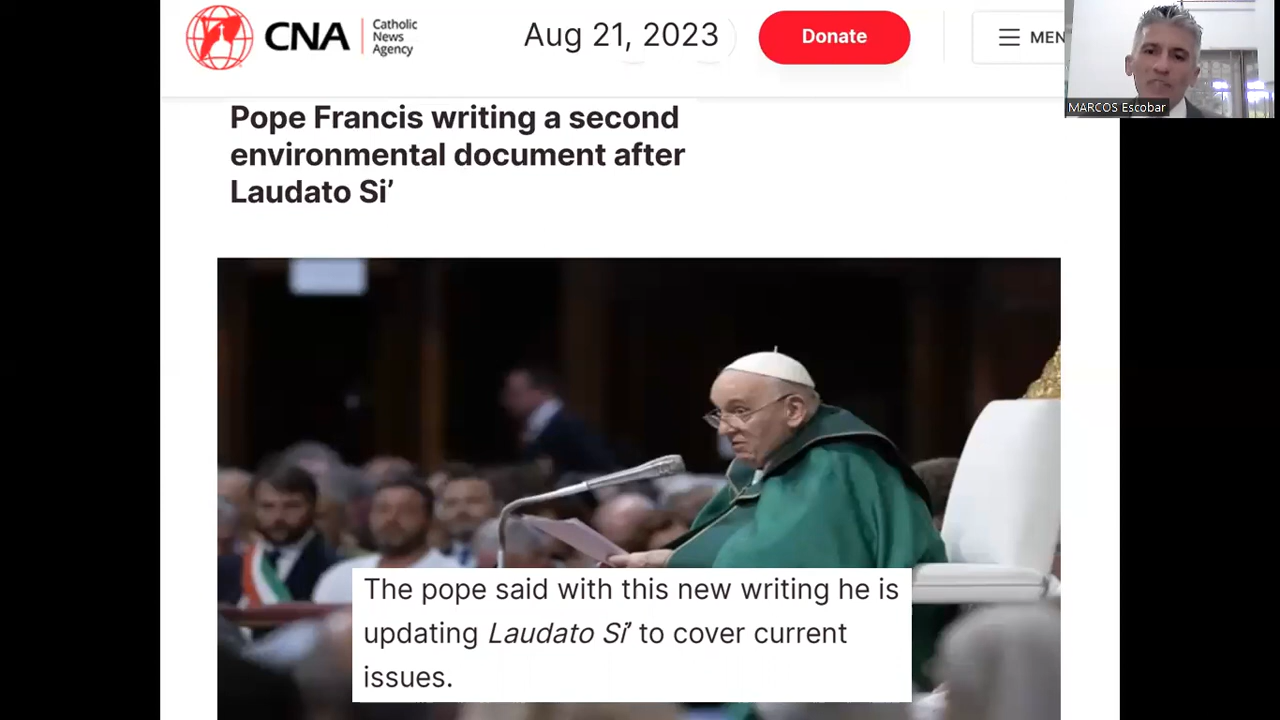 CNA
Catholic
News
Agency
Aug 21, 2023
Donate
MEN
MARCOS Escobar
Pope Francis writing a second
environmental document after
Laudato Si’
The pope said with this new writing he is
updating Laudato Si’ to cover current
issues.